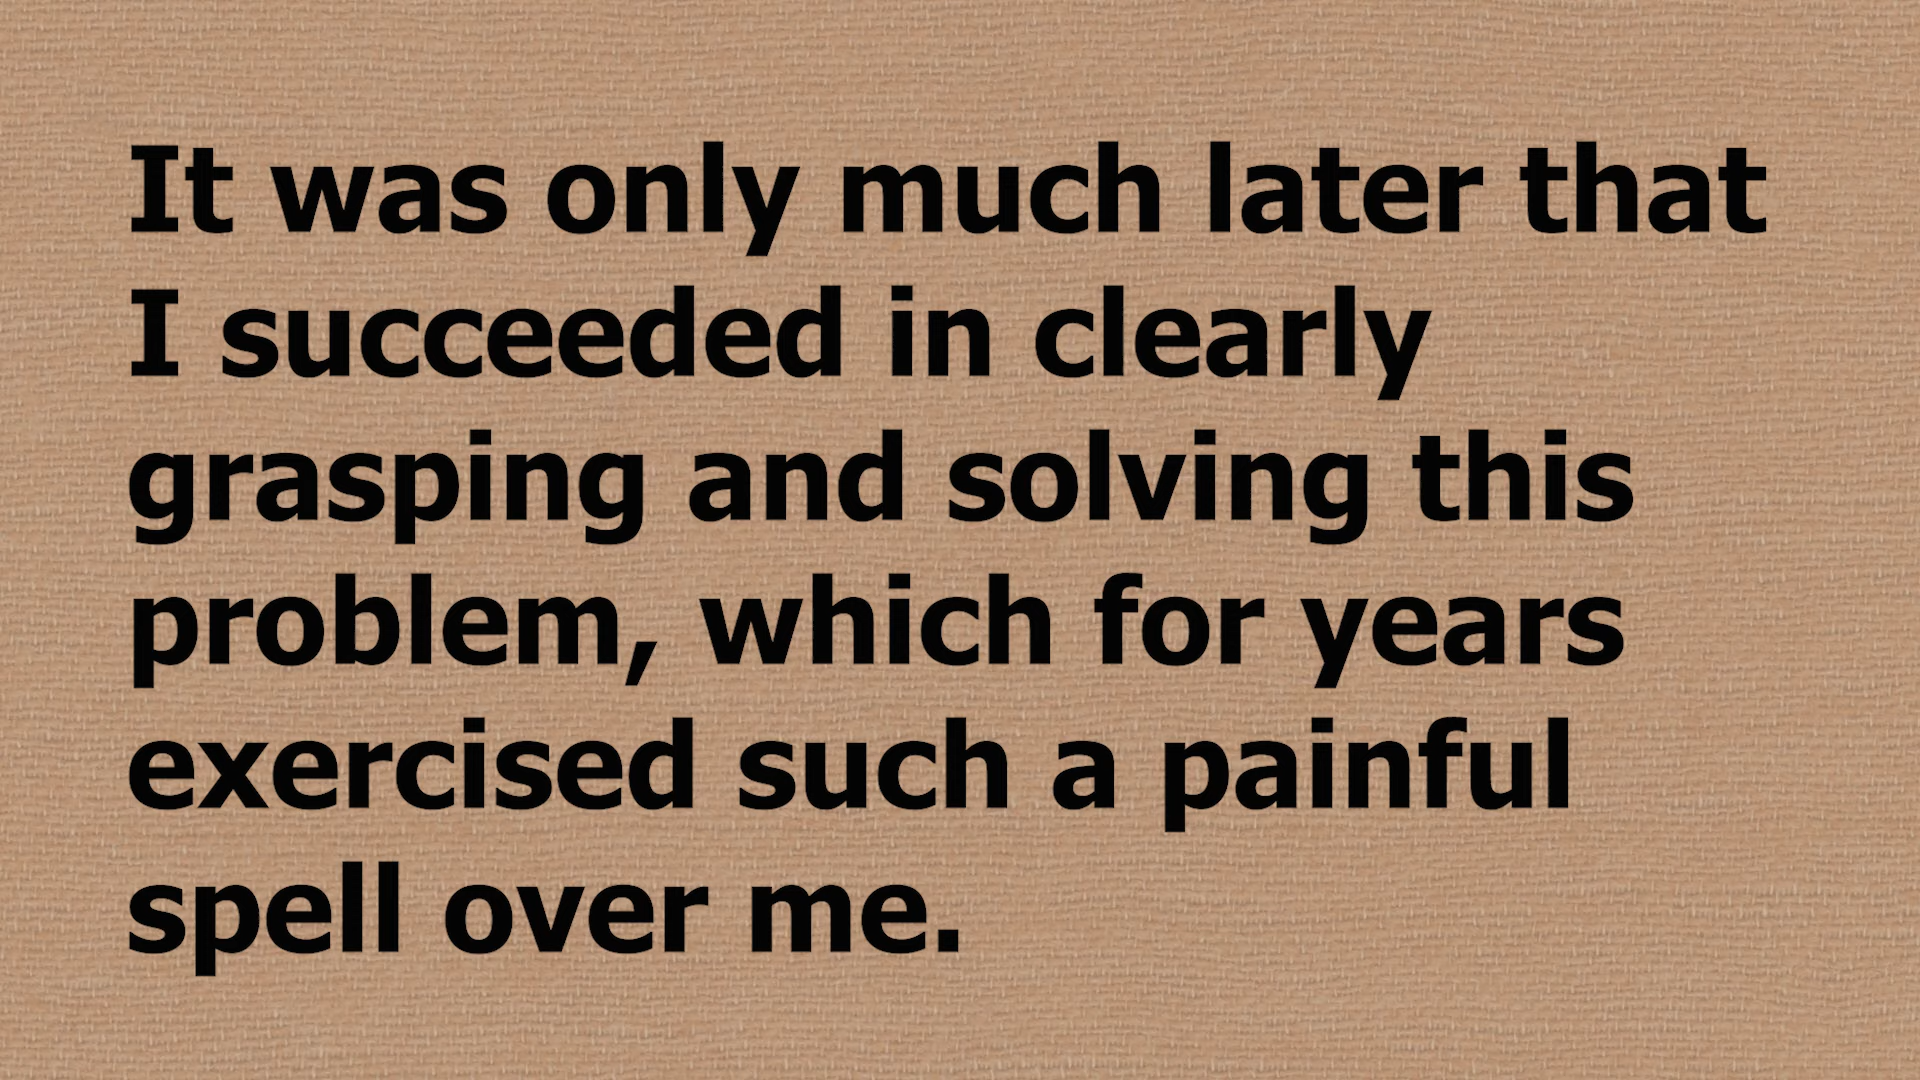 It was only much later that
I succeeded in clearly
grasping and solving this
problem, which for years
exercised such a painful
spell over me.